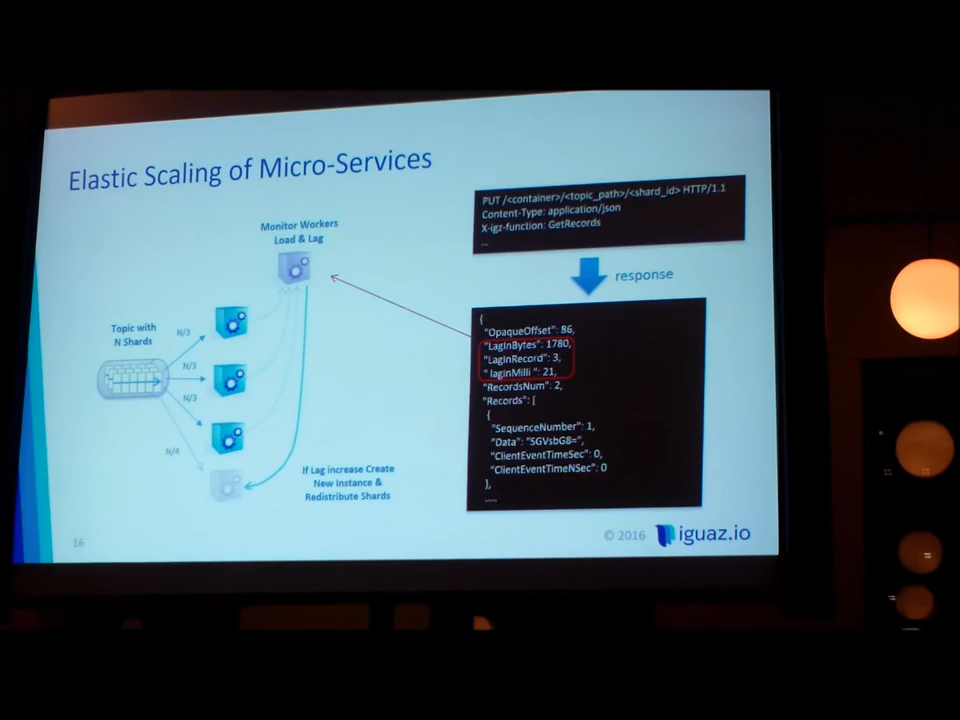 Elastic Scaling of Micro-Services
Monitor Workers
Load & Lag
Topic with
N Shards
N/3
N/3
N/3
N/4
If Lag increase Create
New Instance &
Redistribute Shards
PUT /<container>/<topic_path>/<shard_id> HTTP/1.1
Content-Type: application/json
X-igz-function: GetRecords
...
response
{
"OpaqueOffset": 86,
"LagInBytes": 1780,
"LagInRecord": 3,
" lagInMilli ": 21,
"RecordsNum": 2,
"Records": [
{
"SequenceNumber": 1,
"Data": "SGVsbG8=",
"ClientEventTimeSec": 0,
"ClientEventTimeNSec": 0
},
.....
16
© 2016 iguaz.io